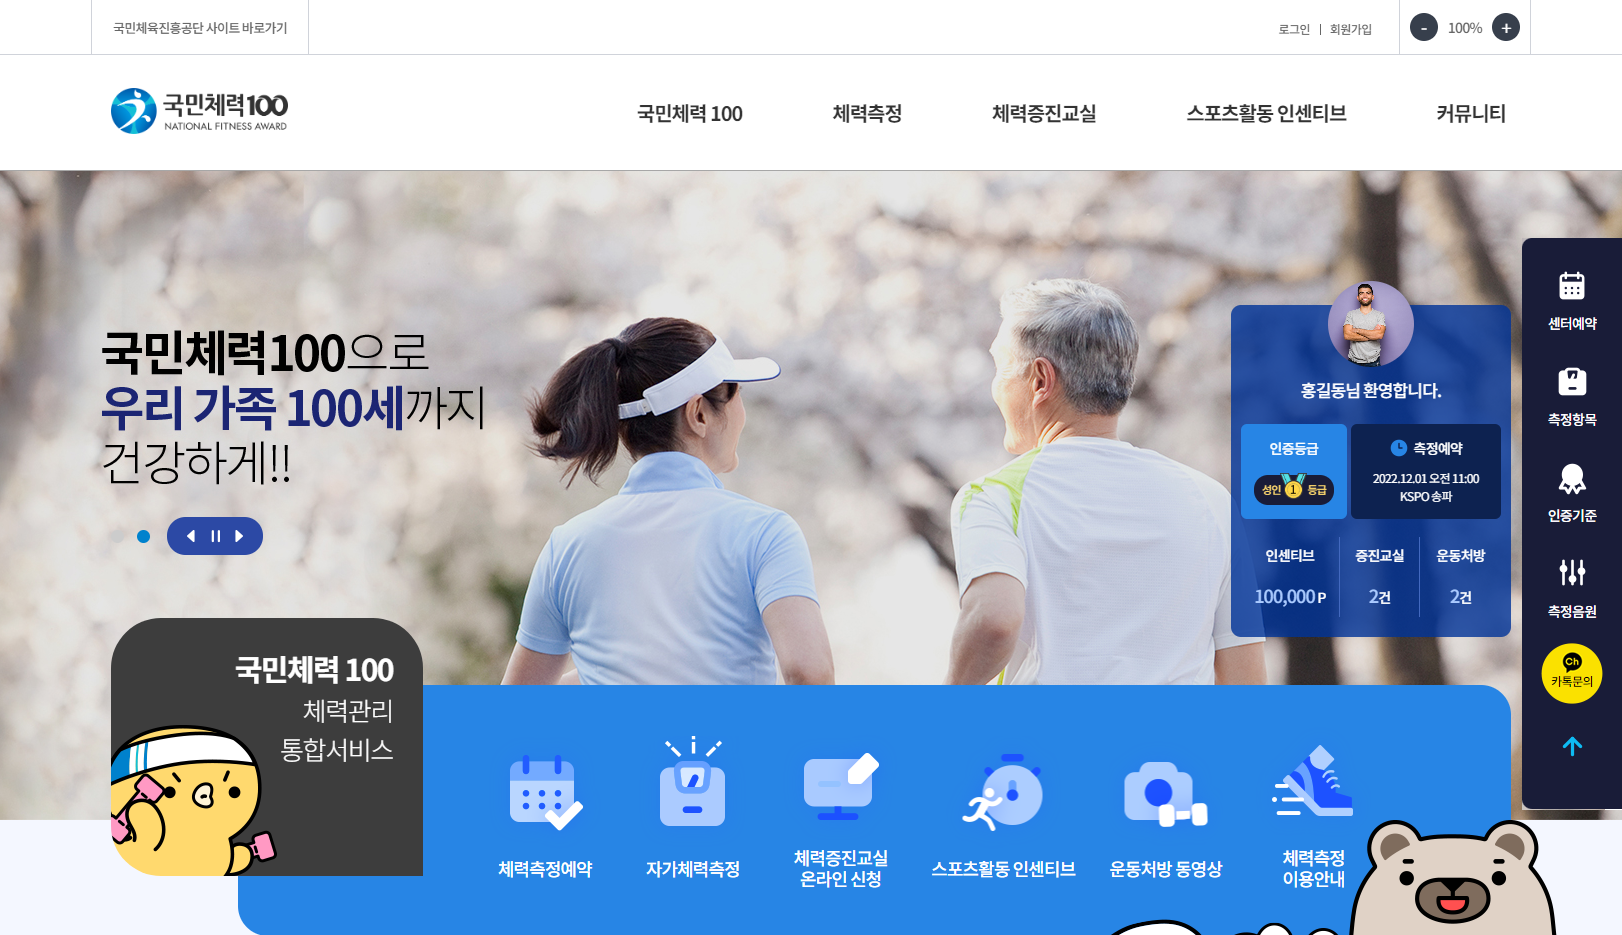 국민체육진흥공단 사이트 바로가기
로그인 | 회원가입
- 100% +
국민체력100
NATIONAL FITNESS AWARD
국민체력 100
체력측정
체력증진교실
스포츠활동 인센티브
커뮤니티
국민체력100으로
우리 가족 100세까지
건강하게!!
홍길동님 환영합니다.
인증등급
성인 1 등급
측정예약
2022.12.01 오전 11:00
KSPO 송파
인센티브
100,000 P
증진교실
2건
운동처방
2건
센터예약
측정항목
인증기준
측정음원
Ch
카톡문의
국민체력 100
체력관리
통합서비스
체력측정예약
자가체력측정
체력증진교실
온라인 신청
스포츠활동 인센티브
운동처방 동영상
체력측정
이용안내